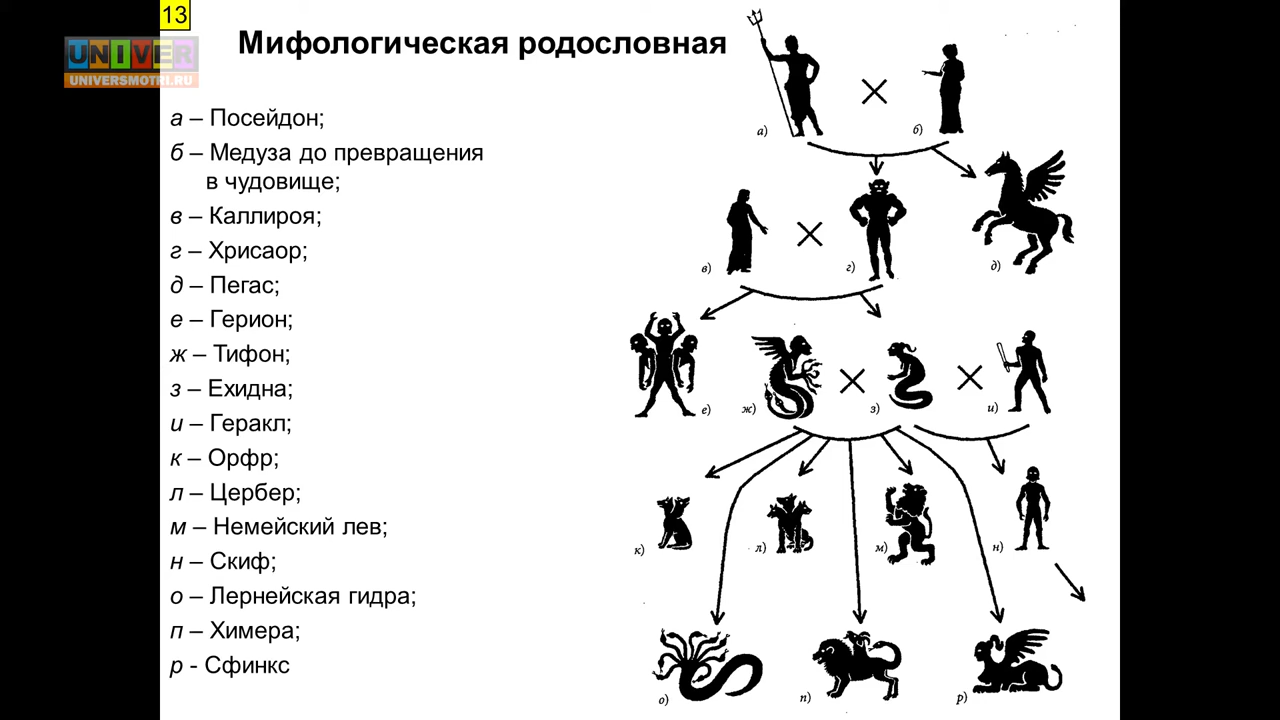 13
UNIVER
UNIVERSMOTRI.RU
Мифологическая родословная
а – Посейдон;
б – Медуза до превращения
в чудовище;
в – Каллироя;
г – Хрисаор;
д – Пегас;
е – Герион;
ж – Тифон;
з – Ехидна;
и – Геракл;
к – Орфр;
л – Цербер;
м – Немейский лев;
н – Скиф;
о – Лернейская гидра;
п – Химера;
р - Сфинкс
а)
б)
в)
г)
д)
е)
ж)
з)
и)
к)
л)
м)
н)
о)
п)
р)